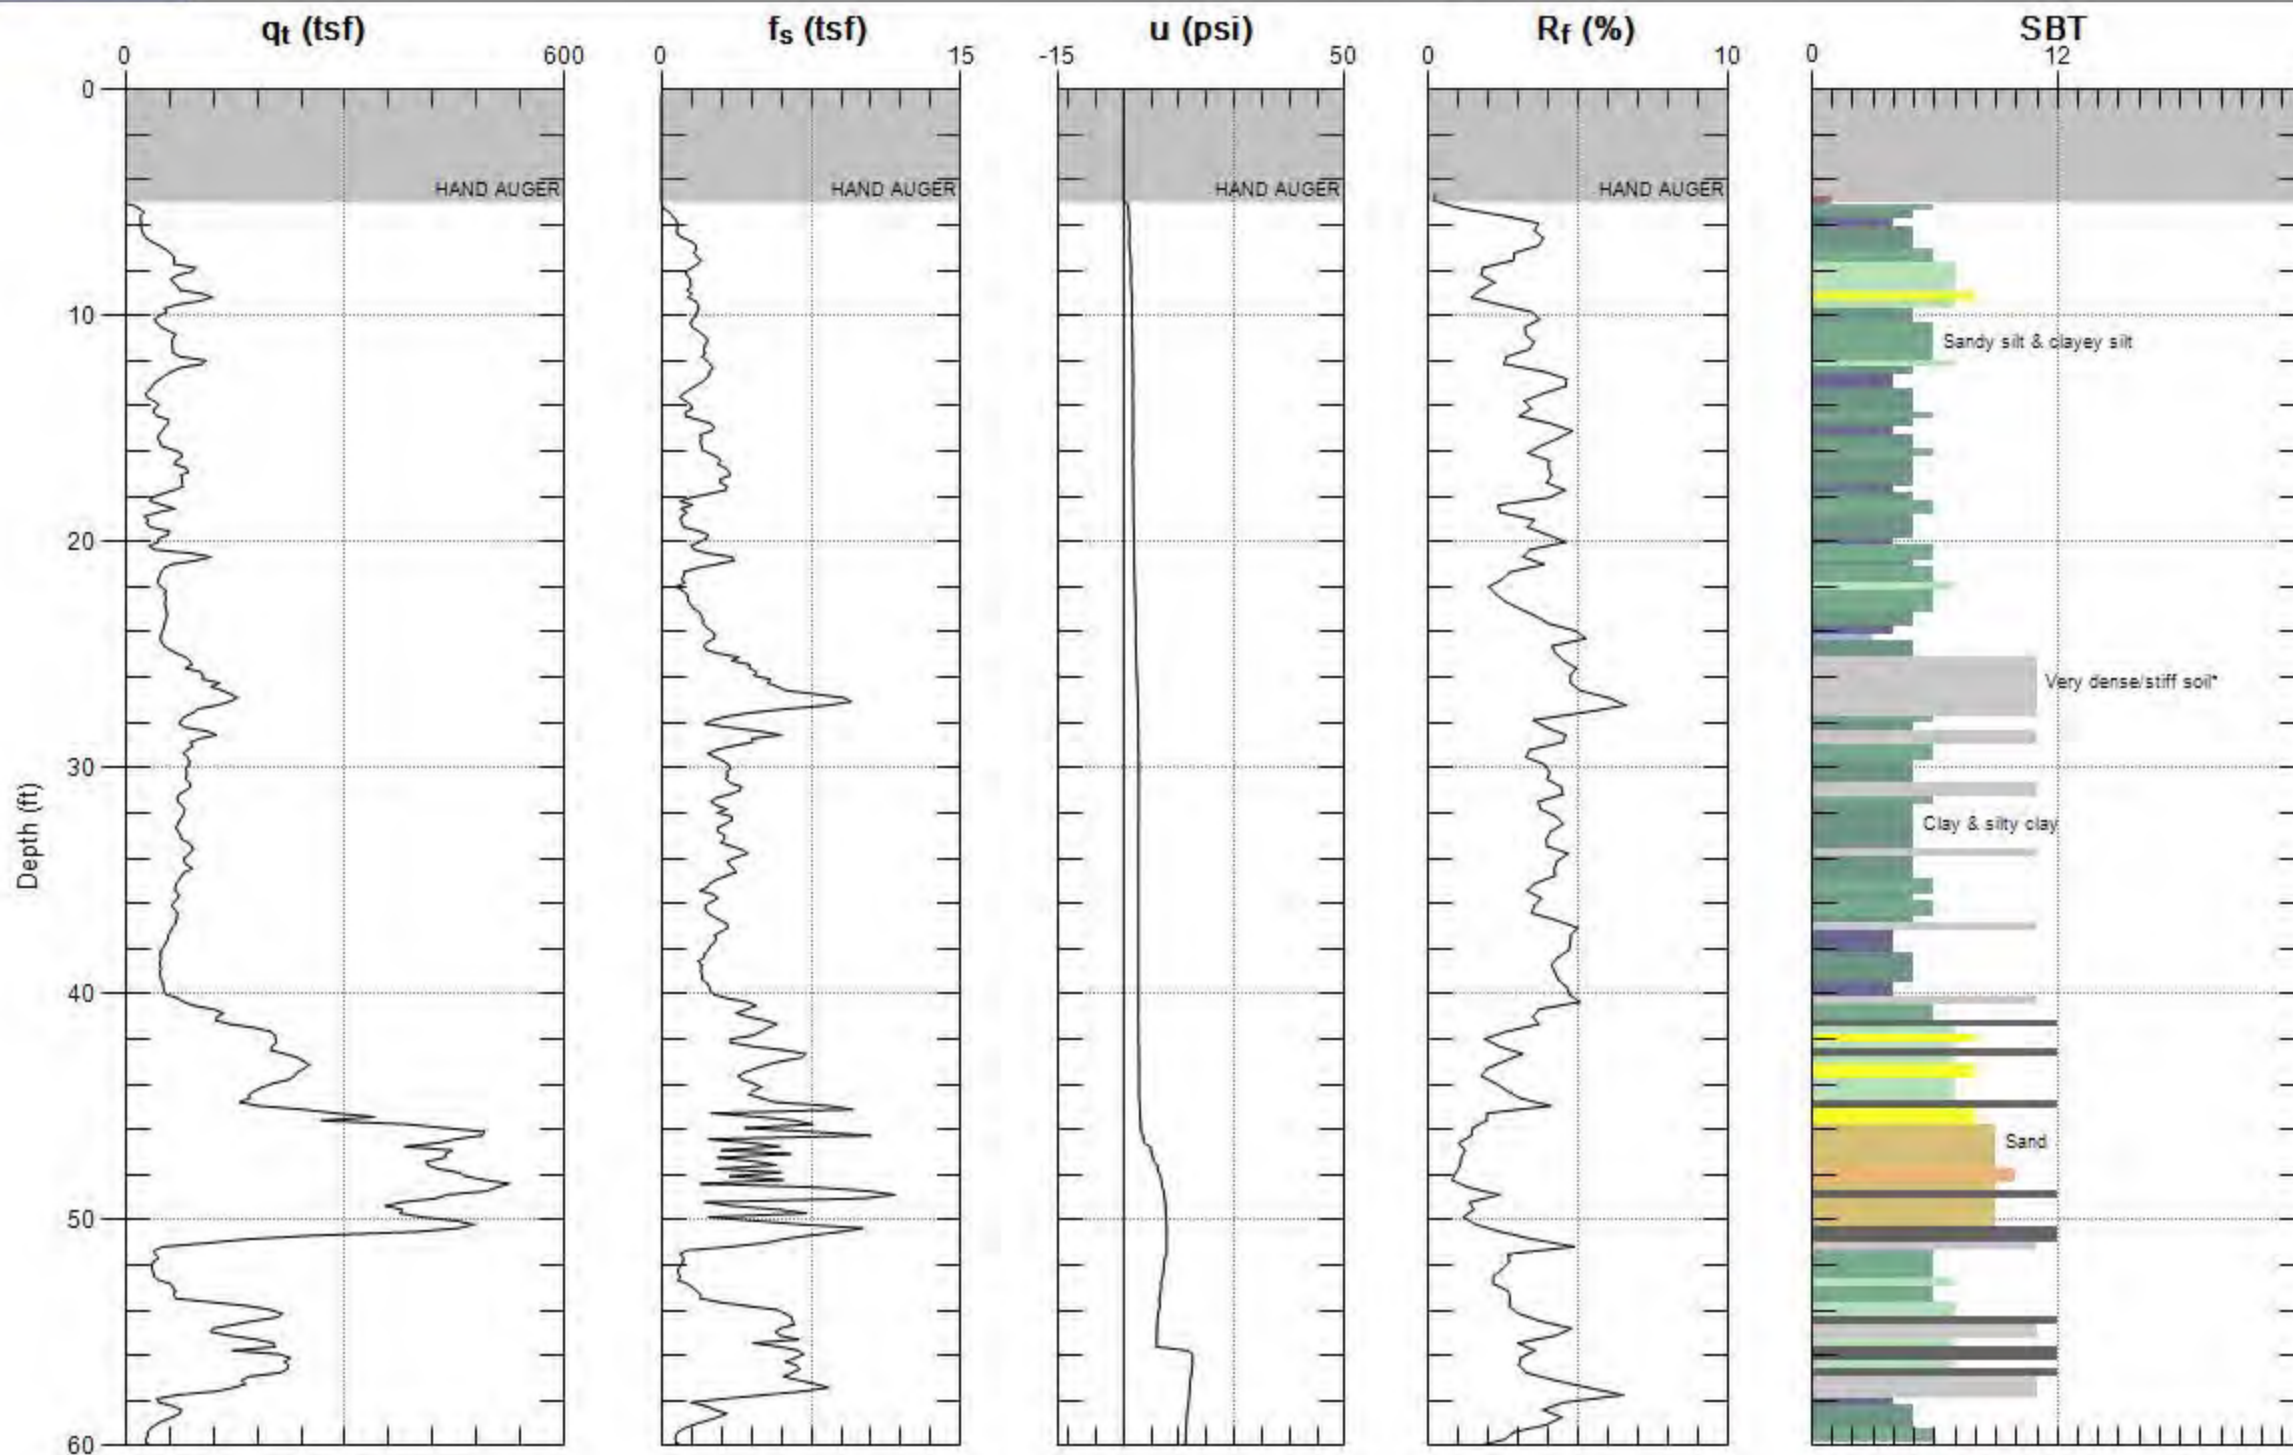 qt (tsf) fs (tsf) u (psi) Rf (%) SBT
0 600 0 15 -15 50 0 10 0 12
0
HAND AUGER HAND AUGER HAND AUGER HAND AUGER
10
Sandy silt & clayey silt
20
Very dense/stiff soil*
30
Clay & silty clay
Depth (ft)
40
Sand
50
60